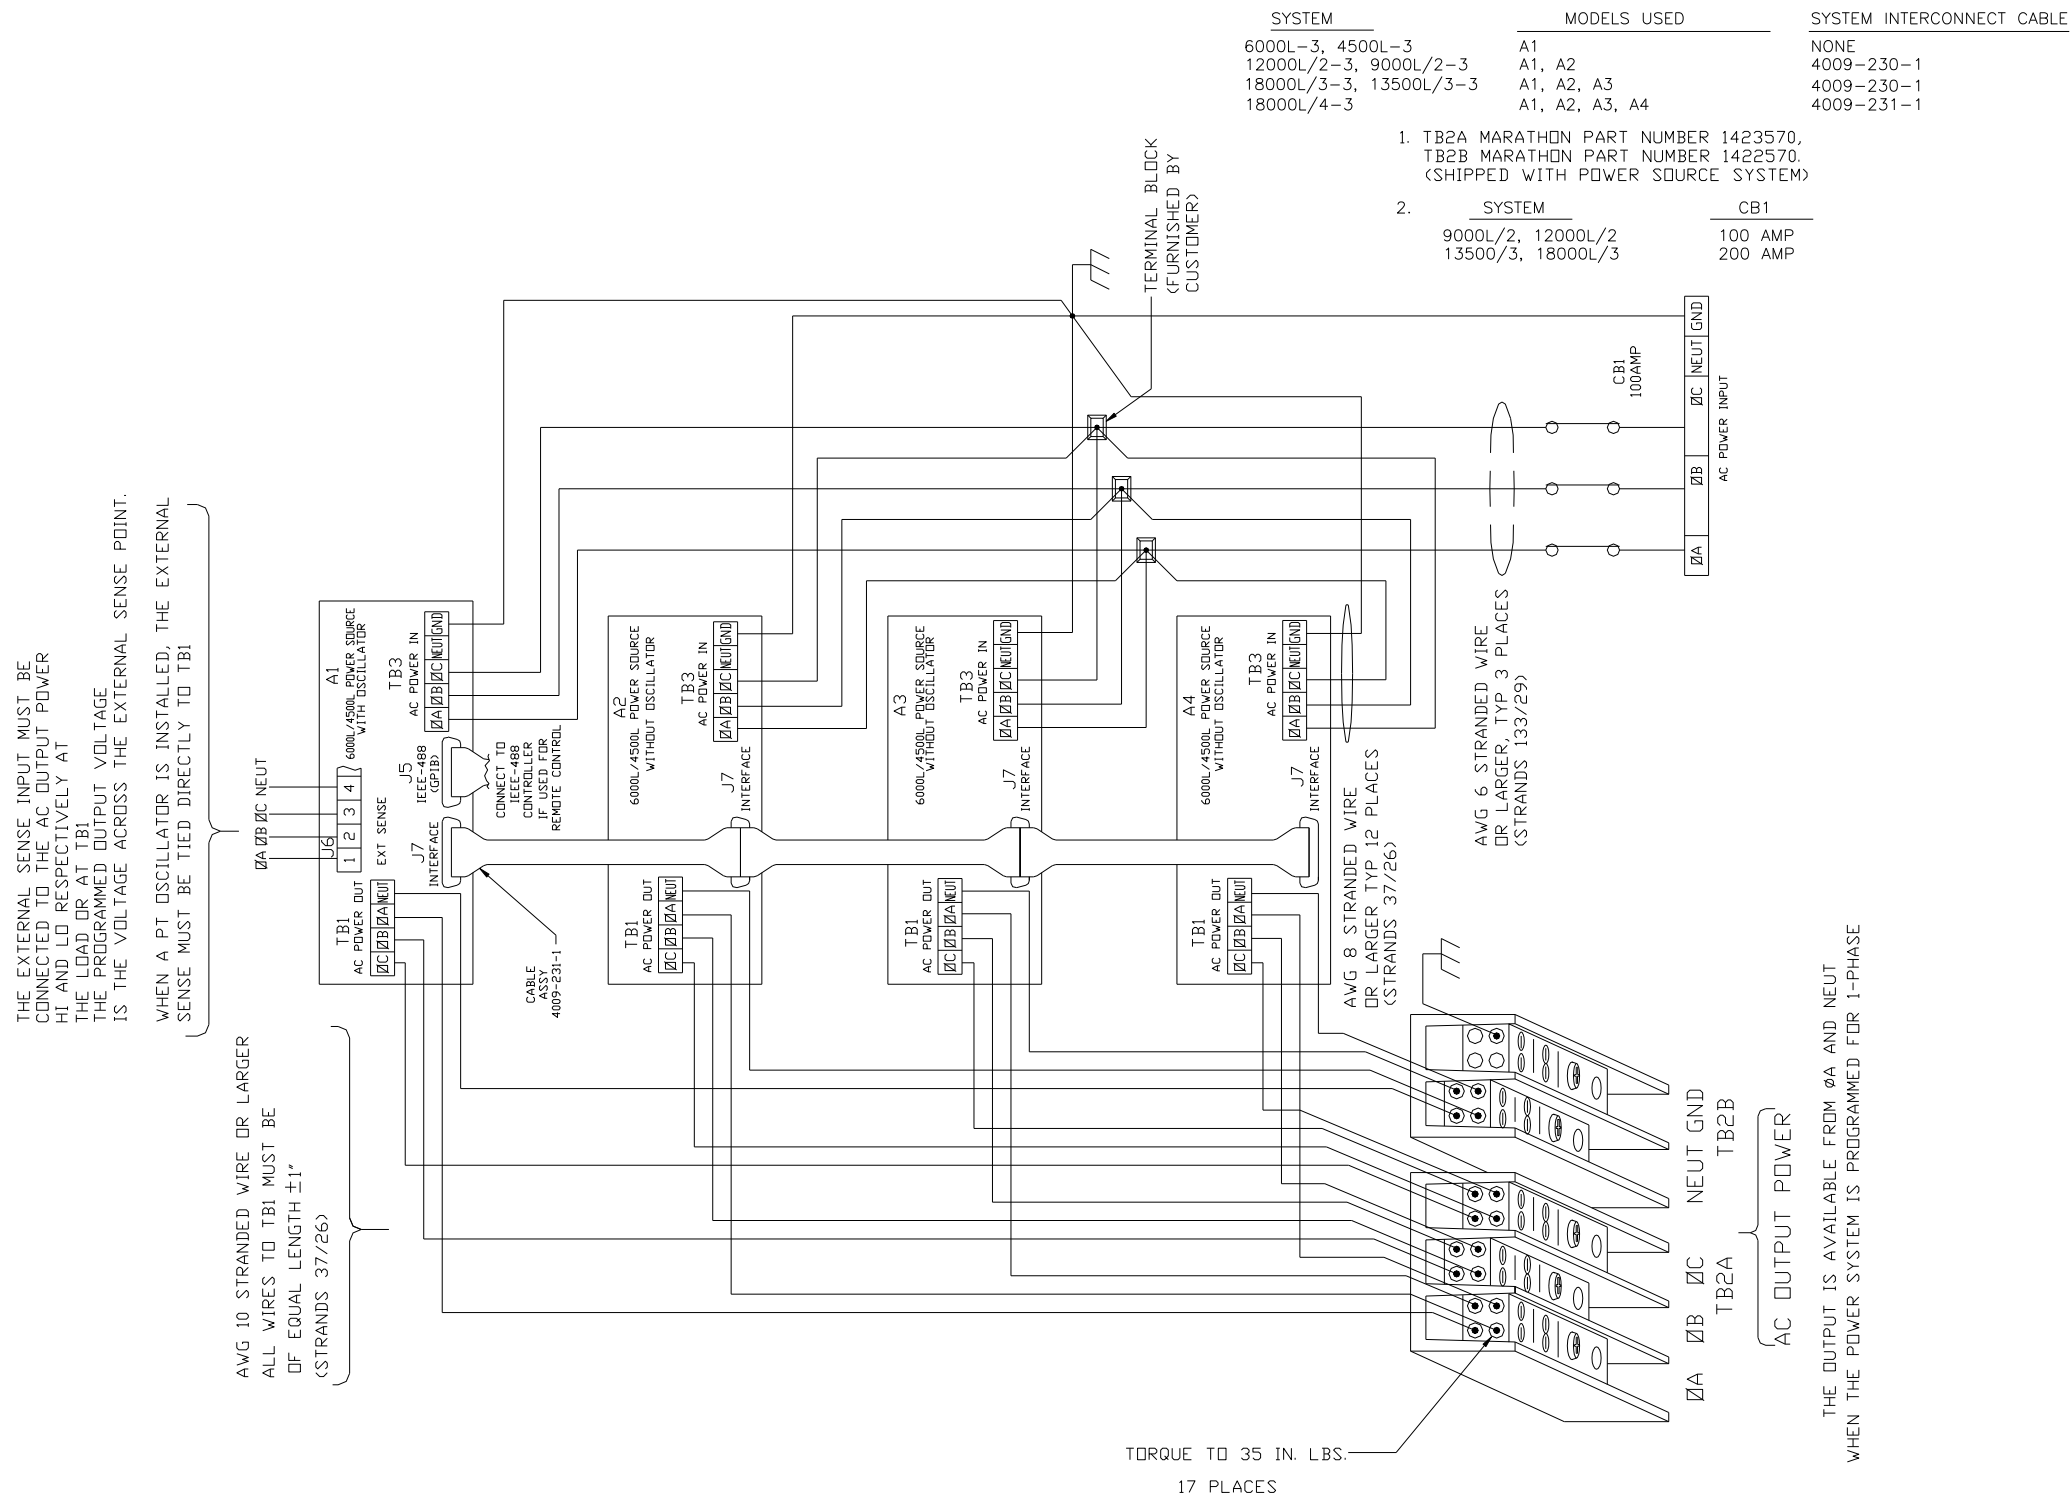 SYSTEM MODELS USED SYSTEM INTERCONNECT CABLE
6000L-3, 4500L-3 A1 NONE
12000L/2-3, 9000L/2-3 A1, A2 4009-230-1
18000L/3-3, 13500L/3-3 A1, A2, A3 4009-230-1
18000L/4-3 A1, A2, A3, A4 4009-231-1
1. TB2A MARATHON PART NUMBER 1423570,
TB2B MARATHON PART NUMBER 1422570.
(SHIPPED WITH POWER SOURCE SYSTEM)
2. SYSTEM CB1
9000L/2, 12000L/2 100 AMP
13500/3, 18000L/3 200 AMP
TERMINAL BLOCK
(FURNISHED BY
CUSTOMER)
CB1
100AMP
ØA ØB ØC NEUT GND
AC POWER INPUT
AWG 6 STRANDED WIRE
OR LARGER, TYP 3 PLACES
(STRANDS 133/29)
THE EXTERNAL SENSE INPUT MUST BE
CONNECTED TO THE AC OUTPUT POWER
HI AND LO RESPECTIVELY AT
THE LOAD OR AT TB1
THE PROGRAMMED OUTPUT VOLTAGE
IS THE VOLTAGE ACROSS THE EXTERNAL SENSE POINT.
WHEN A PT OSCILLATOR IS INSTALLED, THE EXTERNAL
SENSE MUST BE TIED DIRECTLY TO TB1
ØA ØB ØC NEUT
J6
1 2 3 4
EXT SENSE
A1
6000L/4500L POWER SOURCE
WITH OSCILLATOR
TB3
AC POWER IN
ØA ØB ØC NEUT GND
J5
IEEE-488
(GPIB)
CONNECT TO
IEEE-488
CONTROLLER
IF USED FOR
REMOTE CONTROL
J7
INTERFACE
TB1
AC POWER OUT
ØC ØB ØA NEUT
CABLE
ASSY
4009-231-1
A2
6000L/4500L POWER SOURCE
WITHOUT OSCILLATOR
TB3
AC POWER IN
ØA ØB ØC NEUT GND
J7
INTERFACE
TB1
AC POWER OUT
ØC ØB ØA NEUT
A3
6000L/4500L POWER SOURCE
WITHOUT OSCILLATOR
TB3
AC POWER IN
ØA ØB ØC NEUT GND
J7
INTERFACE
TB1
AC POWER OUT
ØC ØB ØA NEUT
A4
6000L/4500L POWER SOURCE
WITHOUT OSCILLATOR
TB3
AC POWER IN
ØA ØB ØC NEUT GND
J7
INTERFACE
TB1
AC POWER OUT
ØC ØB ØA NEUT
AWG 8 STRANDED WIRE
OR LARGER TYP 12 PLACES
(STRANDS 37/26)
AWG 10 STRANDED WIRE OR LARGER
ALL WIRES TO TB1 MUST BE
OF EQUAL LENGTH ±1"
(STRANDS 37/26)
ØA ØB ØC NEUT GND
TB2A TB2B
AC OUTPUT POWER
THE OUTPUT IS AVAILABLE FROM øA AND NEUT
WHEN THE POWER SYSTEM IS PROGRAMMED FOR 1-PHASE
TORQUE TO 35 IN. LBS.
17 PLACES